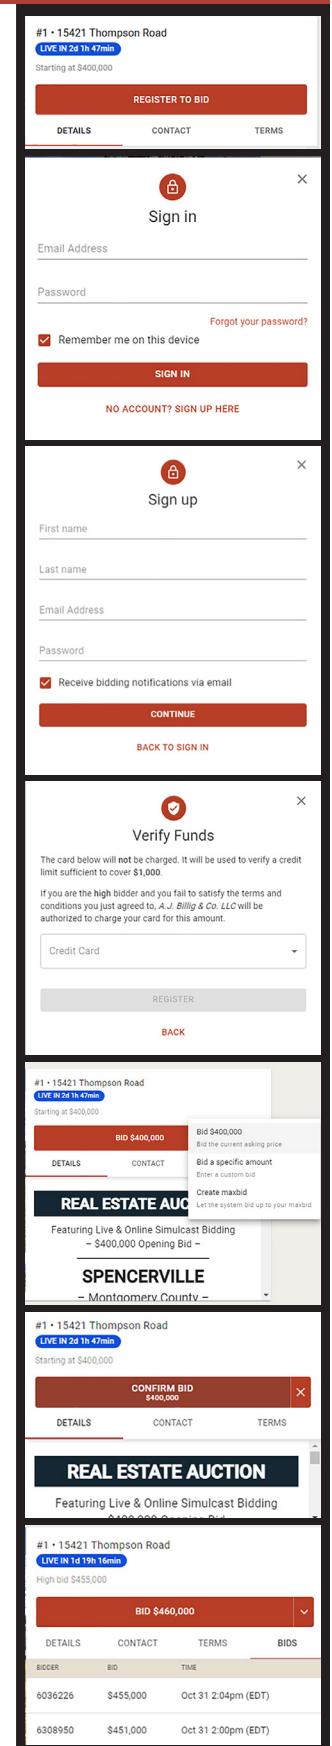 #1 • 15421 Thompson Road
LIVE IN 2d 1h 47min
Starting at $400,000
REGISTER TO BID
DETAILS CONTACT TERMS
Sign in
Email Address
Password
Forgot your password?
Remember me on this device
SIGN IN
NO ACCOUNT? SIGN UP HERE
Sign up
First name
Last name
Email Address
Password
Receive bidding notifications via email
CONTINUE
BACK TO SIGN IN
Verify Funds
The card below will not be charged. It will be used to verify a credit
limit sufficient to cover $1,000.
If you are the high bidder and you fail to satisfy the terms and
conditions you just agreed to, A.J. Billig & Co. LLC will be
authorized to charge your card for this amount.
Credit Card
REGISTER
BACK
#1 • 15421 Thompson Road
LIVE IN 2d 1h 47min
Starting at $400,000
BID $400,000
DETAILS CONTACT
Bid $400,000
Bid the current asking price
Bid a specific amount
Enter a custom bid
Create maxbid
Let the system bid up to your maxbid
REAL ESTATE AUC
Featuring Live & Online Simulcast Bidding
– $400,000 Opening Bid –
SPENCERVILLE
– Montgomery County –
#1 • 15421 Thompson Road
LIVE IN 2d 1h 47min
Starting at $400,000
CONFIRM BID
$400,000
DETAILS CONTACT TERMS
REAL ESTATE AUCTION
Featuring Live & Online Simulcast Bidding
– $400,000 Opening Bid –
#1 • 15421 Thompson Road
LIVE IN 1d 19h 16min
High bid $455,000
BID $460,000
DETAILS CONTACT TERMS BIDS
BIDDER BID TIME
6036226 $455,000 Oct 31 2:04pm (EDT)
6308950 $451,000 Oct 31 2:00pm (EDT)